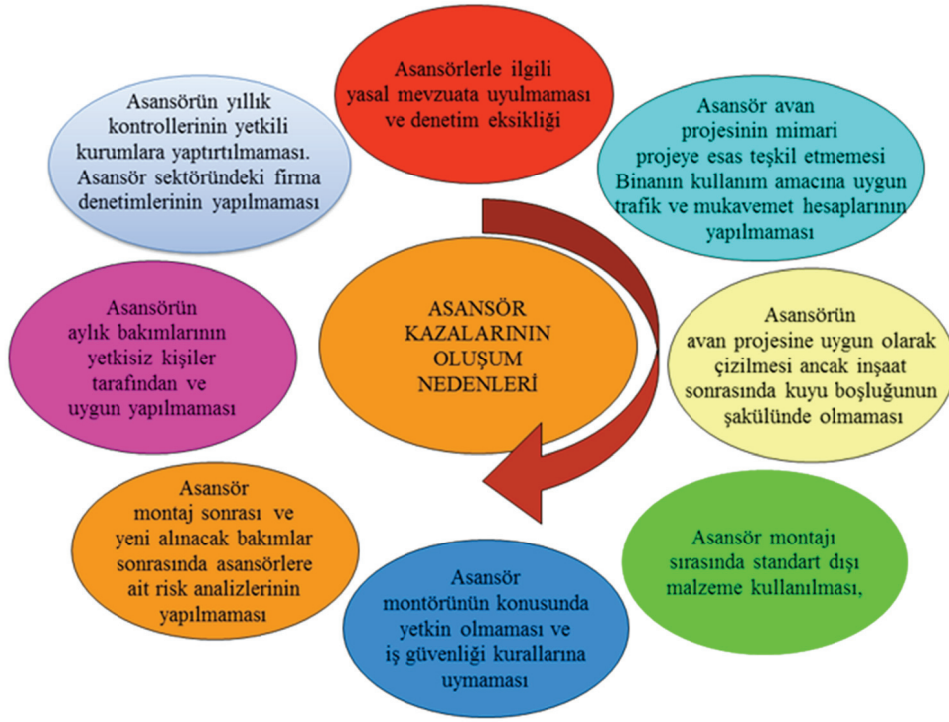 Asansörlerle ilgili
yasal mevzuata uyulmaması
ve denetim eksikliği
Asansör avan
projesinin mimari
projeye esas teşkil etmemesi
Binanın kullanım amacına uygun
trafik ve mukavemet hesaplarının
yapılmaması
Asansörün
avan projesine uygun olarak
çizilmesi ancak inşaat
sonrasında kuyu boşluğunun
şakülünde olmaması
Asansör montajı
sırasında standart dışı
malzeme kullanılması,
Asansör
montörünün konusunda
yetkin olmaması ve
iş güvenliği kurallarına
uymaması
Asansör
montaj sonrası ve
yeni alınacak bakımlar
sonrasında asansörlere
ait risk analizlerinin
yapılmaması
Asansörün
aylık bakımlarının
yetkisiz kişiler
tarafından ve
uygun yapılmaması
Asansörün yıllık
kontrollerinin yetkili
kurumlara yaptırtılmaması.
Asansör sektöründeki firma
denetimlerinin yapılmaması
ASANSÖR
KAZALARININ
OLUŞUM
NEDENLERİ